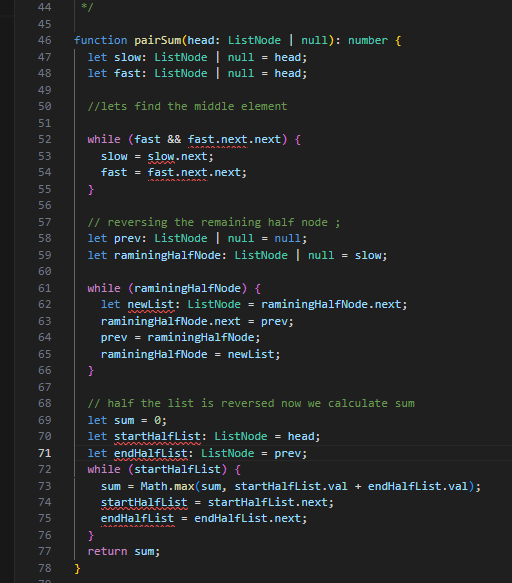 44 */
45
46 function pairSum(head: ListNode | null): number {
47 let slow: ListNode | null = head;
48 let fast: ListNode | null = head;
49
50 //lets find the middle element
51
52 while (fast && fast.next.next) {
53 slow = slow.next;
54 fast = fast.next.next;
55 }
56
57 // reversing the remaining half node ;
58 let prev: ListNode | null = null;
59 let raminingHalfNode: ListNode | null = slow;
60
61 while (raminingHalfNode) {
62 let newList: ListNode = raminingHalfNode.next;
63 raminingHalfNode.next = prev;
64 prev = raminingHalfNode;
65 raminingHalfNode = newList;
66 }
67
68 // half the list is reversed now we calculate sum
69 let sum = 0;
70 let startHalfList: ListNode = head;
71 let endHalfList: ListNode = prev;
72 while (startHalfList) {
73 sum = Math.max(sum, startHalfList.val + endHalfList.val);
74 startHalfList = startHalfList.next;
75 endHalfList = endHalfList.next;
76 }
77 return sum;
78 }